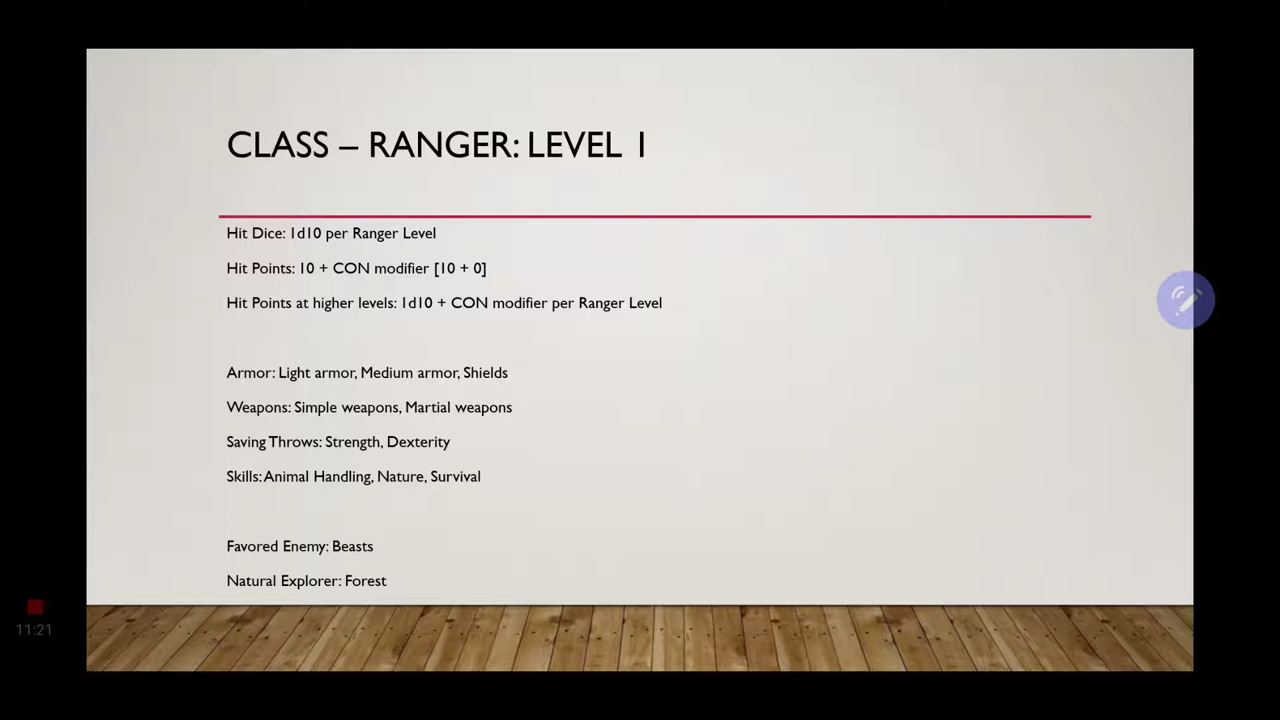 CLASS – RANGER: LEVEL 1
Hit Dice: 1d10 per Ranger Level
Hit Points: 10 + CON modifier [10 + 0]
Hit Points at higher levels: 1d10 + CON modifier per Ranger Level
Armor: Light armor, Medium armor, Shields
Weapons: Simple weapons, Martial weapons
Saving Throws: Strength, Dexterity
Skills: Animal Handling, Nature, Survival
Favored Enemy: Beasts
Natural Explorer: Forest
11:21